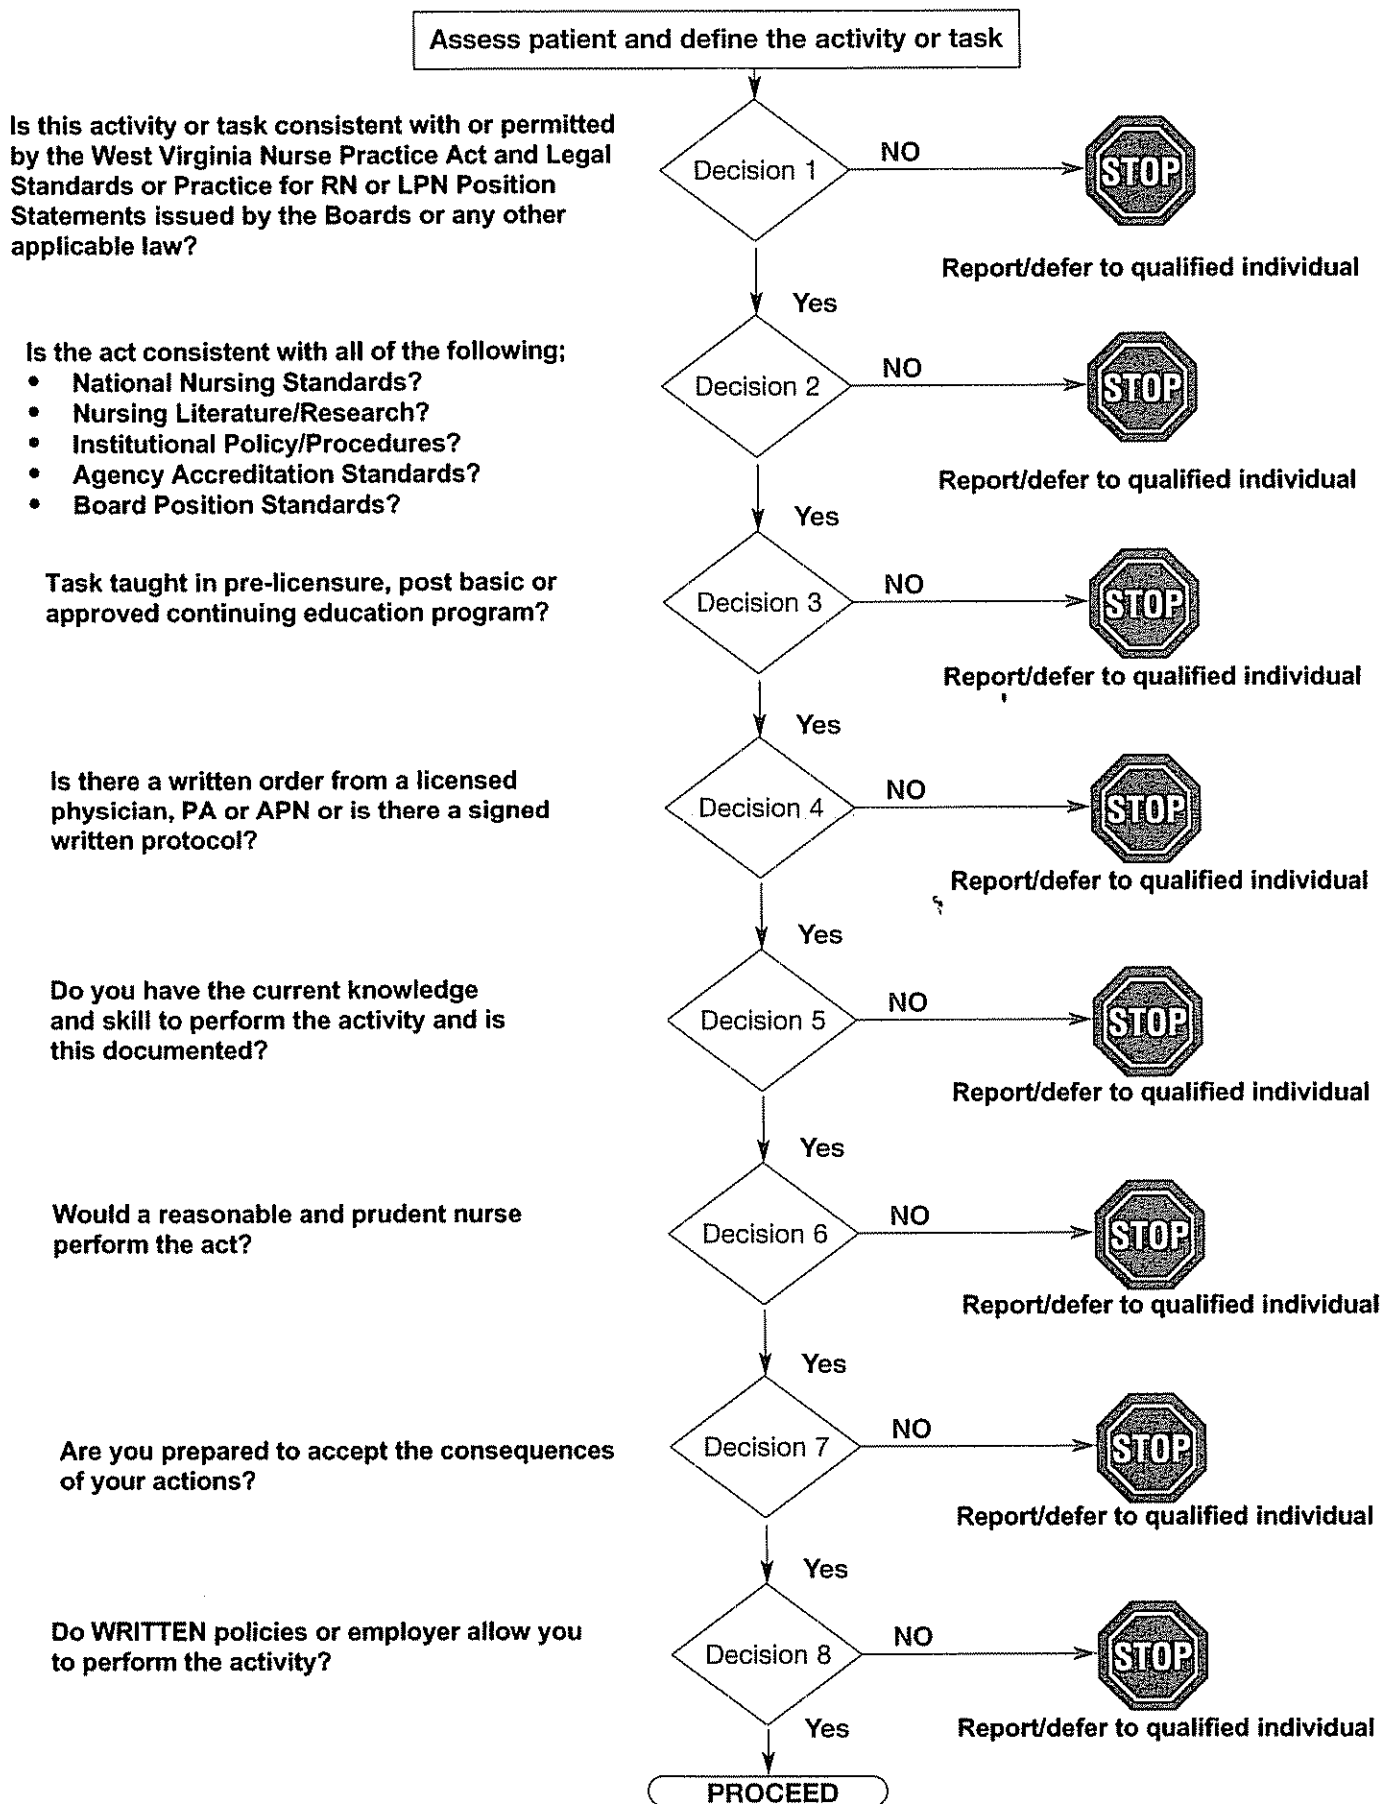 Assess patient and define the activity or task
Is this activity or task consistent with or permitted
by the West Virginia Nurse Practice Act and Legal
Standards or Practice for RN or LPN Position
Statements issued by the Boards or any other
applicable law?
Decision 1
NO
STOP
Report/defer to qualified individual
Yes
Is the act consistent with all of the following;
• National Nursing Standards?
• Nursing Literature/Research?
• Institutional Policy/Procedures?
• Agency Accreditation Standards?
• Board Position Standards?
Decision 2
NO
STOP
Report/defer to qualified individual
Yes
Task taught in pre-licensure, post basic or
approved continuing education program?
Decision 3
NO
STOP
Report/defer to qualified individual
Yes
Is there a written order from a licensed
physician, PA or APN or is there a signed
written protocol?
Decision 4
NO
STOP
Report/defer to qualified individual
Yes
Do you have the current knowledge
and skill to perform the activity and is
this documented?
Decision 5
NO
STOP
Report/defer to qualified individual
Yes
Would a reasonable and prudent nurse
perform the act?
Decision 6
NO
STOP
Report/defer to qualified individual
Yes
Are you prepared to accept the consequences
of your actions?
Decision 7
NO
STOP
Report/defer to qualified individual
Yes
Do WRITTEN policies or employer allow you
to perform the activity?
Decision 8
NO
STOP
Report/defer to qualified individual
Yes
PROCEED